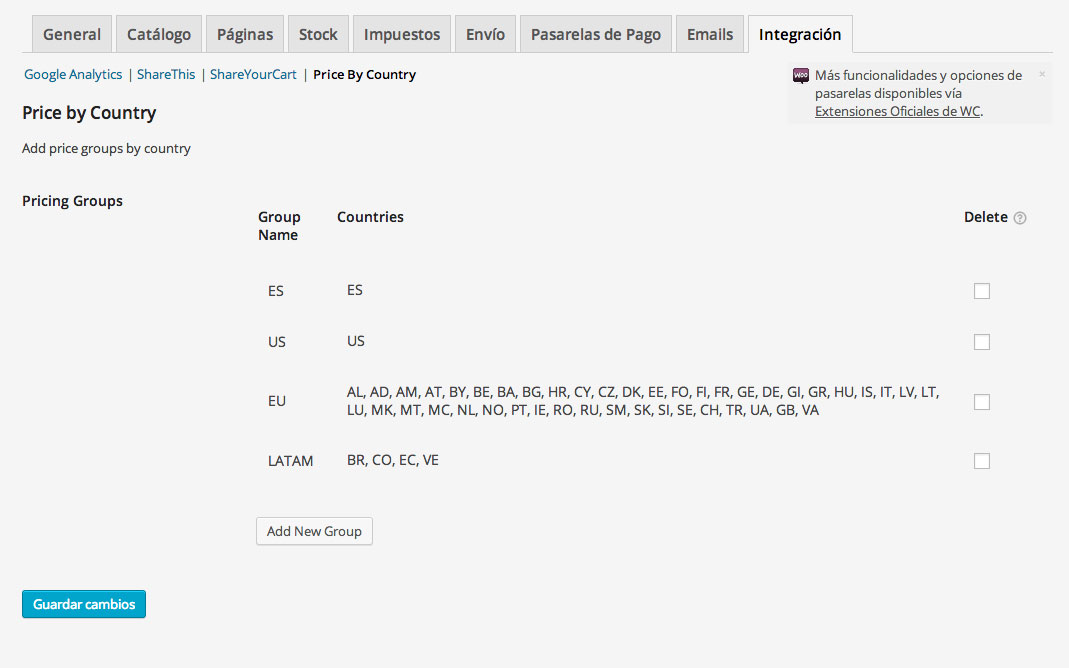 General Catálogo Páginas Stock Impuestos Envío Pasarelas de Pago Emails Integración
Google Analytics | ShareThis | ShareYourCart | Price By Country
woo Más funcionalidades y opciones de ×
pasarelas disponibles vía
Extensiones Oficiales de WC.
Price by Country
Add price groups by country
Pricing Groups
Group Name Countries Delete ?
ES ES
US US
EU AL, AD, AM, AT, BY, BE, BA, BG, HR, CY, CZ, DK, EE, FO, FI, FR, GE, DE, GI, GR, HU, IS, IT, LV, LT,
LU, MK, MT, MC, NL, NO, PT, IE, RO, RU, SM, SK, SI, SE, CH, TR, UA, GB, VA
LATAM BR, CO, EC, VE
Add New Group
Guardar cambios